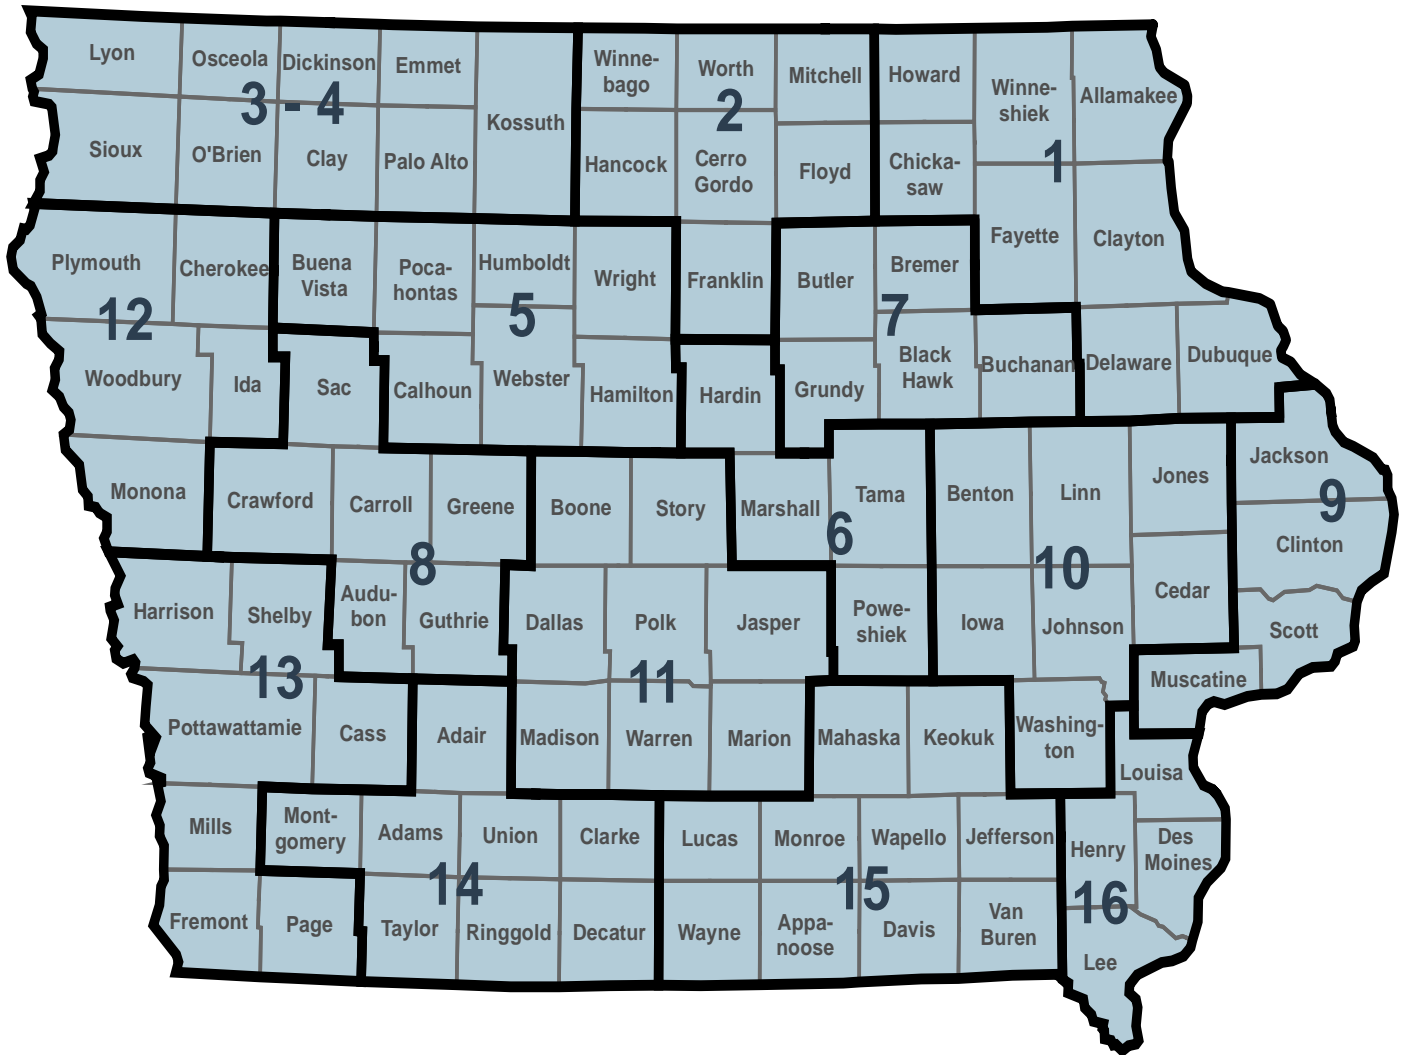 Lyon
Osceola
Dickinson
Emmet
Kossuth
Winne-
bago
Worth
Mitchell
Howard
Winne-
shiek
Allamakee
3 - 4
2
1
Sioux
O'Brien
Clay
Palo Alto
Hancock
Cerro
Gordo
Floyd
Chicka-
saw
Fayette
Clayton
Plymouth
Cherokee
Buena
Vista
Poca-
hontas
Humboldt
Wright
Franklin
Butler
Bremer
12
5
7
Woodbury
Ida
Sac
Calhoun
Webster
Hamilton
Hardin
Grundy
Black
Hawk
Buchanan
Delaware
Dubuque
Monona
Crawford
Carroll
Greene
Boone
Story
Marshall
Tama
Benton
Linn
Jones
Jackson
9
Clinton
8
6
10
Harrison
Shelby
Audu-
bon
Guthrie
Dallas
Polk
Jasper
Powe-
shiek
Iowa
Johnson
Cedar
Scott
Muscatine
13
11
Pottawattamie
Cass
Adair
Madison
Warren
Marion
Mahaska
Keokuk
Washing-
ton
Louisa
Mills
Mont-
gomery
Adams
Union
Clarke
Lucas
Monroe
Wapello
Jefferson
Henry
Des
Moines
14
15
16
Fremont
Page
Taylor
Ringgold
Decatur
Wayne
Appa-
noose
Davis
Van
Buren
Lee